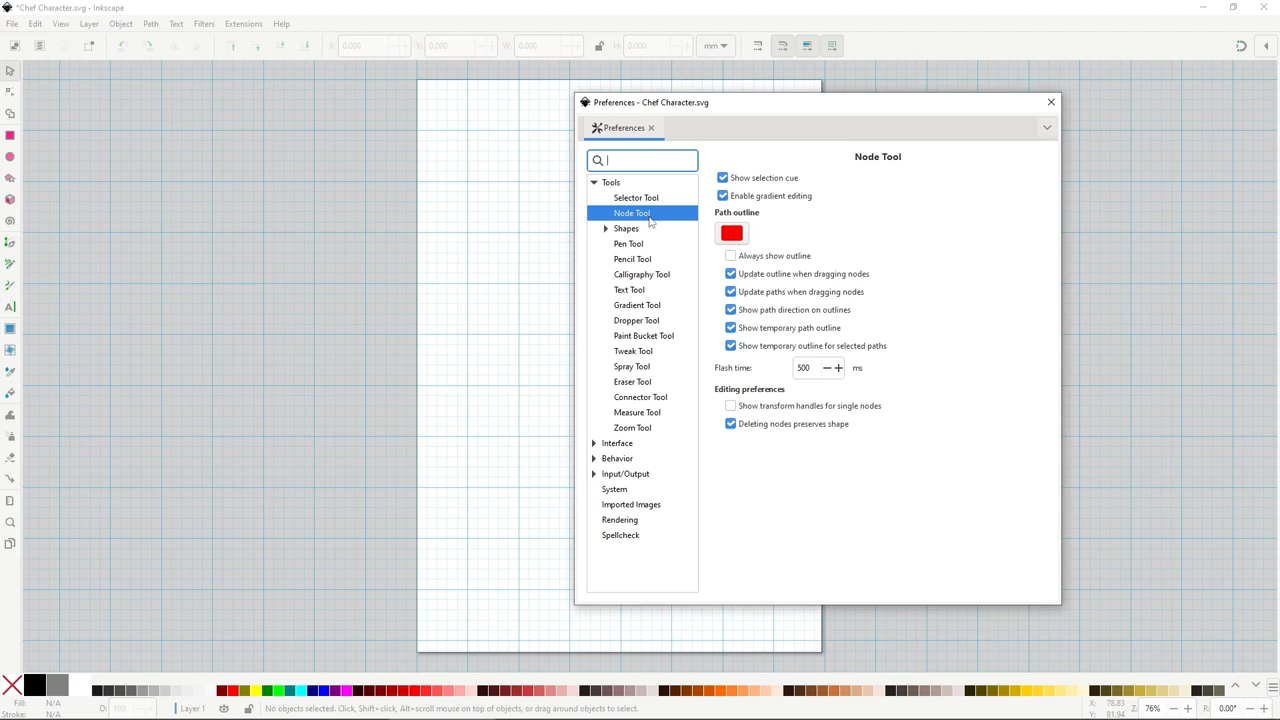 *Chef Character.svg - Inkscape
File Edit View Layer Object Path Text Filters Extensions Help
X: 0.000 Y: 0.000 W: 0.000 H: 0.000 mm
Preferences - Chef Character.svg
Preferences
Tools
Selector Tool
Node Tool
Shapes
Pen Tool
Pencil Tool
Calligraphy Tool
Text Tool
Gradient Tool
Dropper Tool
Paint Bucket Tool
Tweak Tool
Spray Tool
Eraser Tool
Connector Tool
Measure Tool
Zoom Tool
Interface
Behavior
Input/Output
System
Imported Images
Rendering
Spellcheck
Node Tool
Show selection cue
Enable gradient editing
Path outline
Always show outline
Update outline when dragging nodes
Update paths when dragging nodes
Show path direction on outlines
Show temporary path outline
Show temporary outline for selected paths
Flash time: 500 ms
Editing preferences
Show transform handles for single nodes
Deleting nodes preserves shape
Fill: N/A
Stroke: N/A
O: 100
Layer 1
No objects selected. Click, Shift+click, Alt+scroll mouse on top of objects, or drag around objects to select.
X: 78.83
Y: 81.94
Z: 76%
R: 0.00°